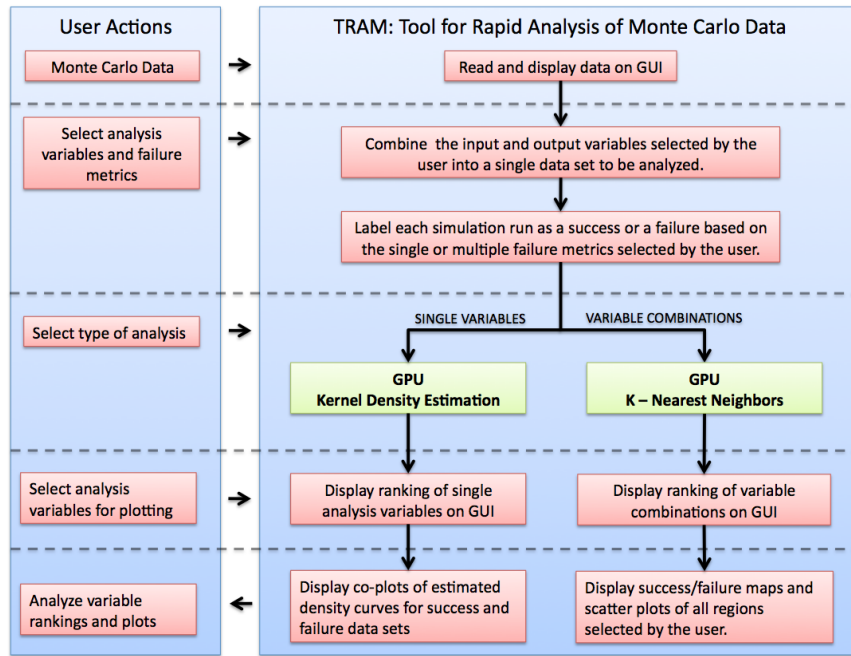 User Actions
TRAM: Tool for Rapid Analysis of Monte Carlo Data
Monte Carlo Data
Read and display data on GUI
Select analysis
variables and failure
metrics
Combine the input and output variables selected by the
user into a single data set to be analyzed.
Label each simulation run as a success or a failure based on
the single or multiple failure metrics selected by the user.
Select type of analysis
SINGLE VARIABLES
VARIABLE COMBINATIONS
GPU
Kernel Density Estimation
GPU
K – Nearest Neighbors
Select analysis
variables for plotting
Display ranking of single
analysis variables on GUI
Display ranking of variable
combinations on GUI
Analyze variable
rankings and plots
Display co-plots of estimated
density curves for success and
failure data sets
Display success/failure maps and
scatter plots of all regions
selected by the user.